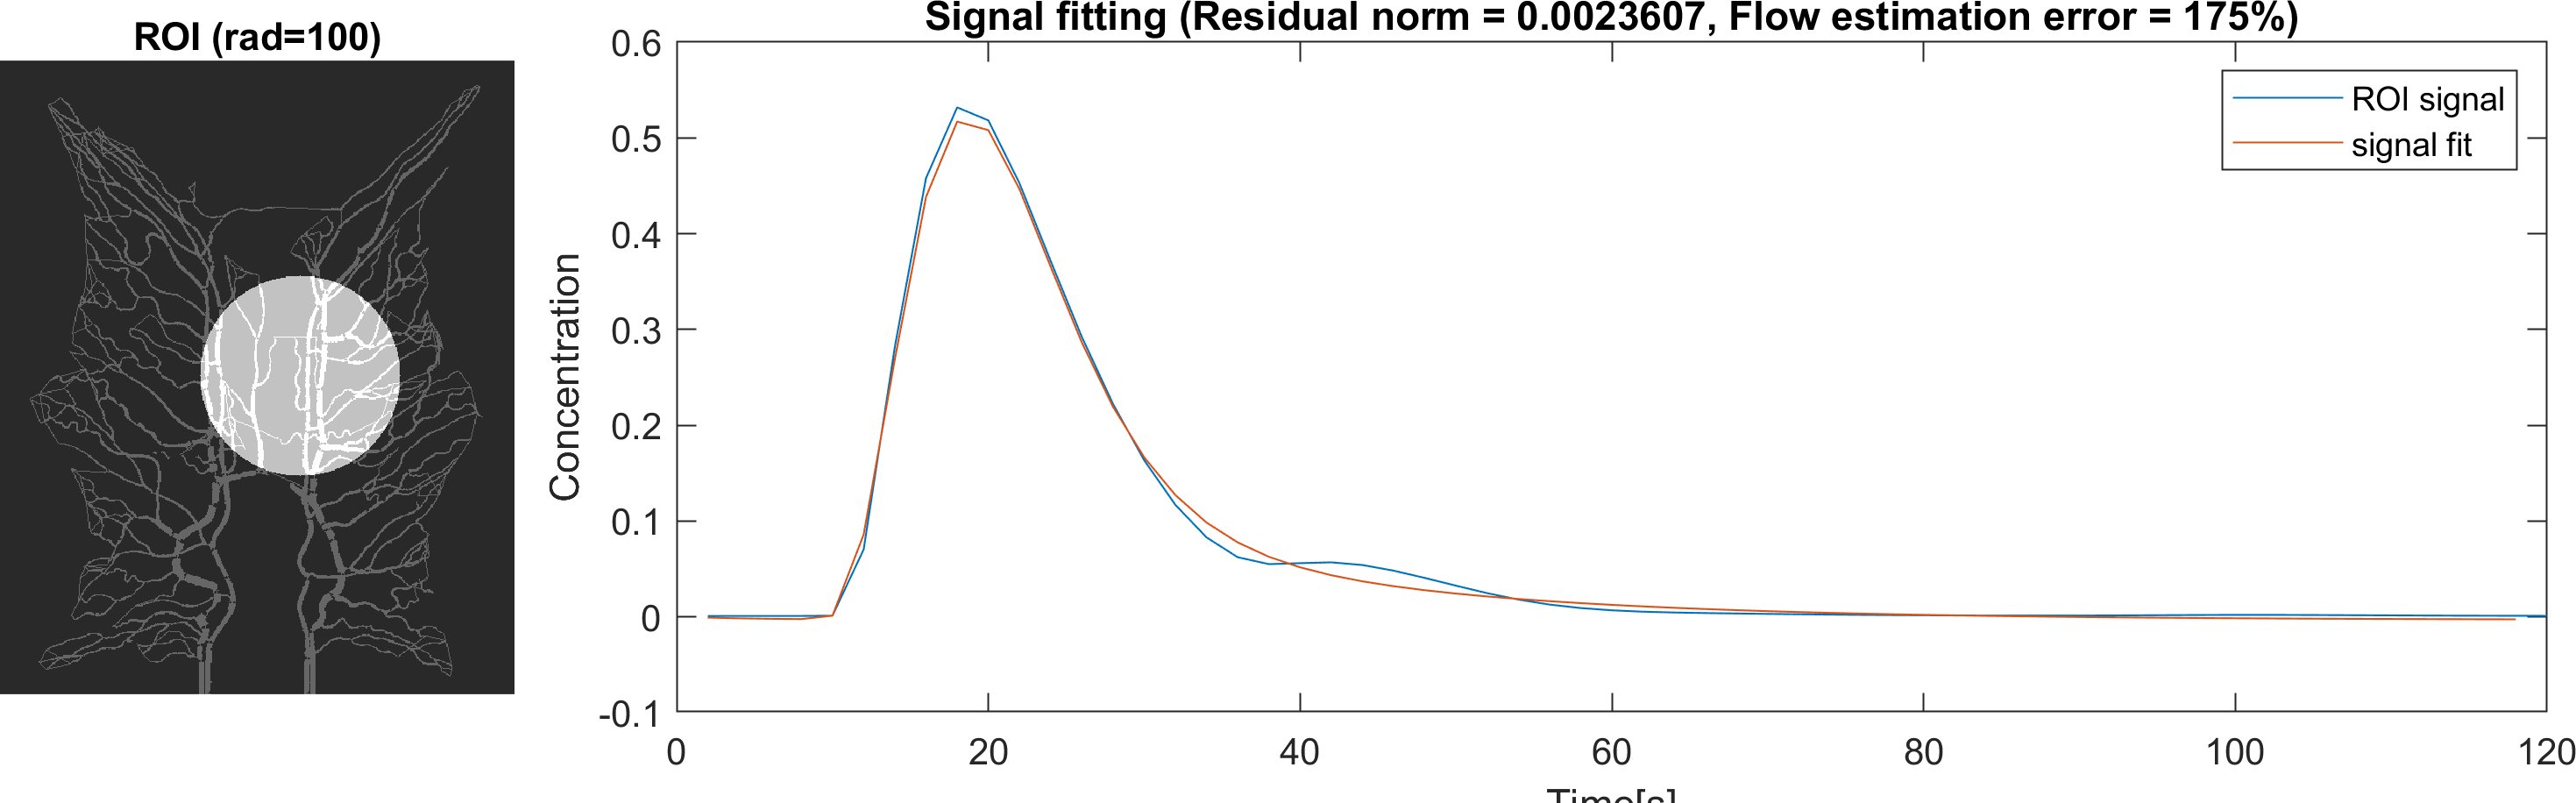 ROI (rad=100)
Signal fitting (Residual norm = 0.0023607, Flow estimation error = 175%)
0.6
0.5
0.4
0.3
0.2
0.1
0
-0.1
Concentration
ROI signal
signal fit
0 20 40 60 80 100 120
Time[s]